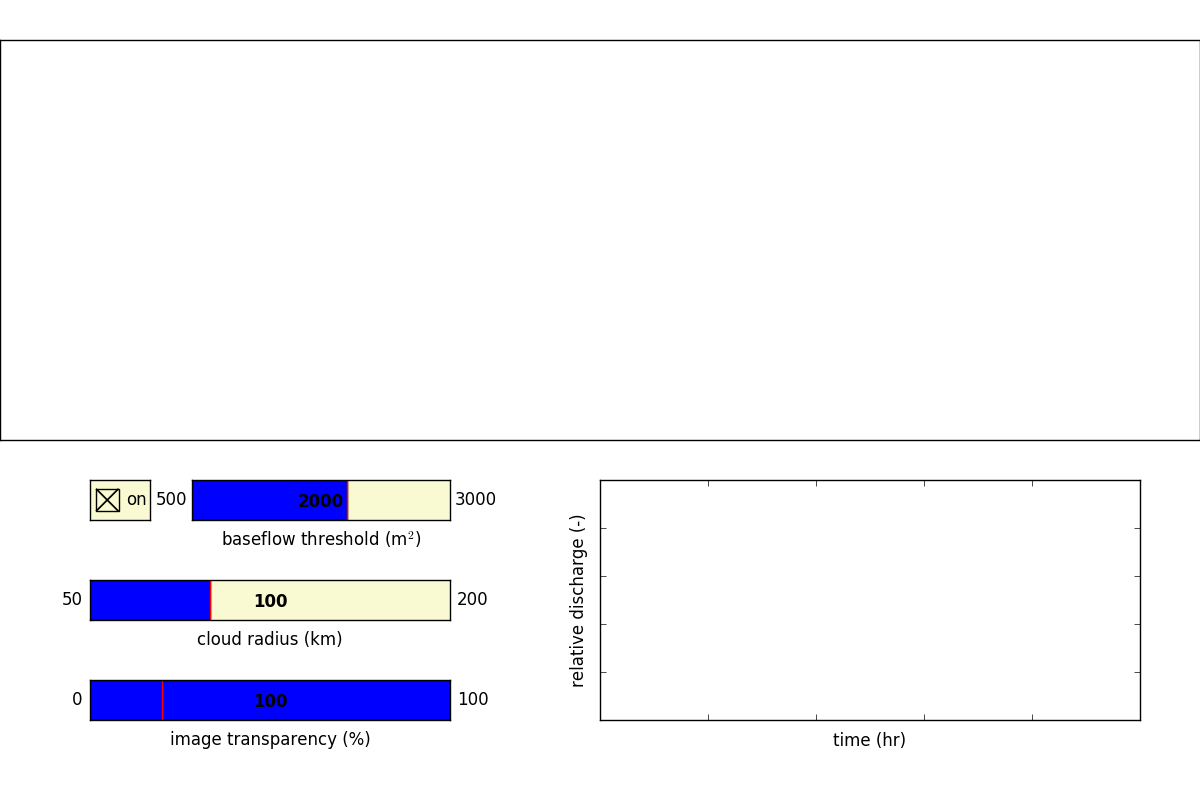 on 500 2000 3000
baseflow threshold (m²)
50 100 200
cloud radius (km)
0 100 100
image transparency (%)
relative discharge (-)
time (hr)